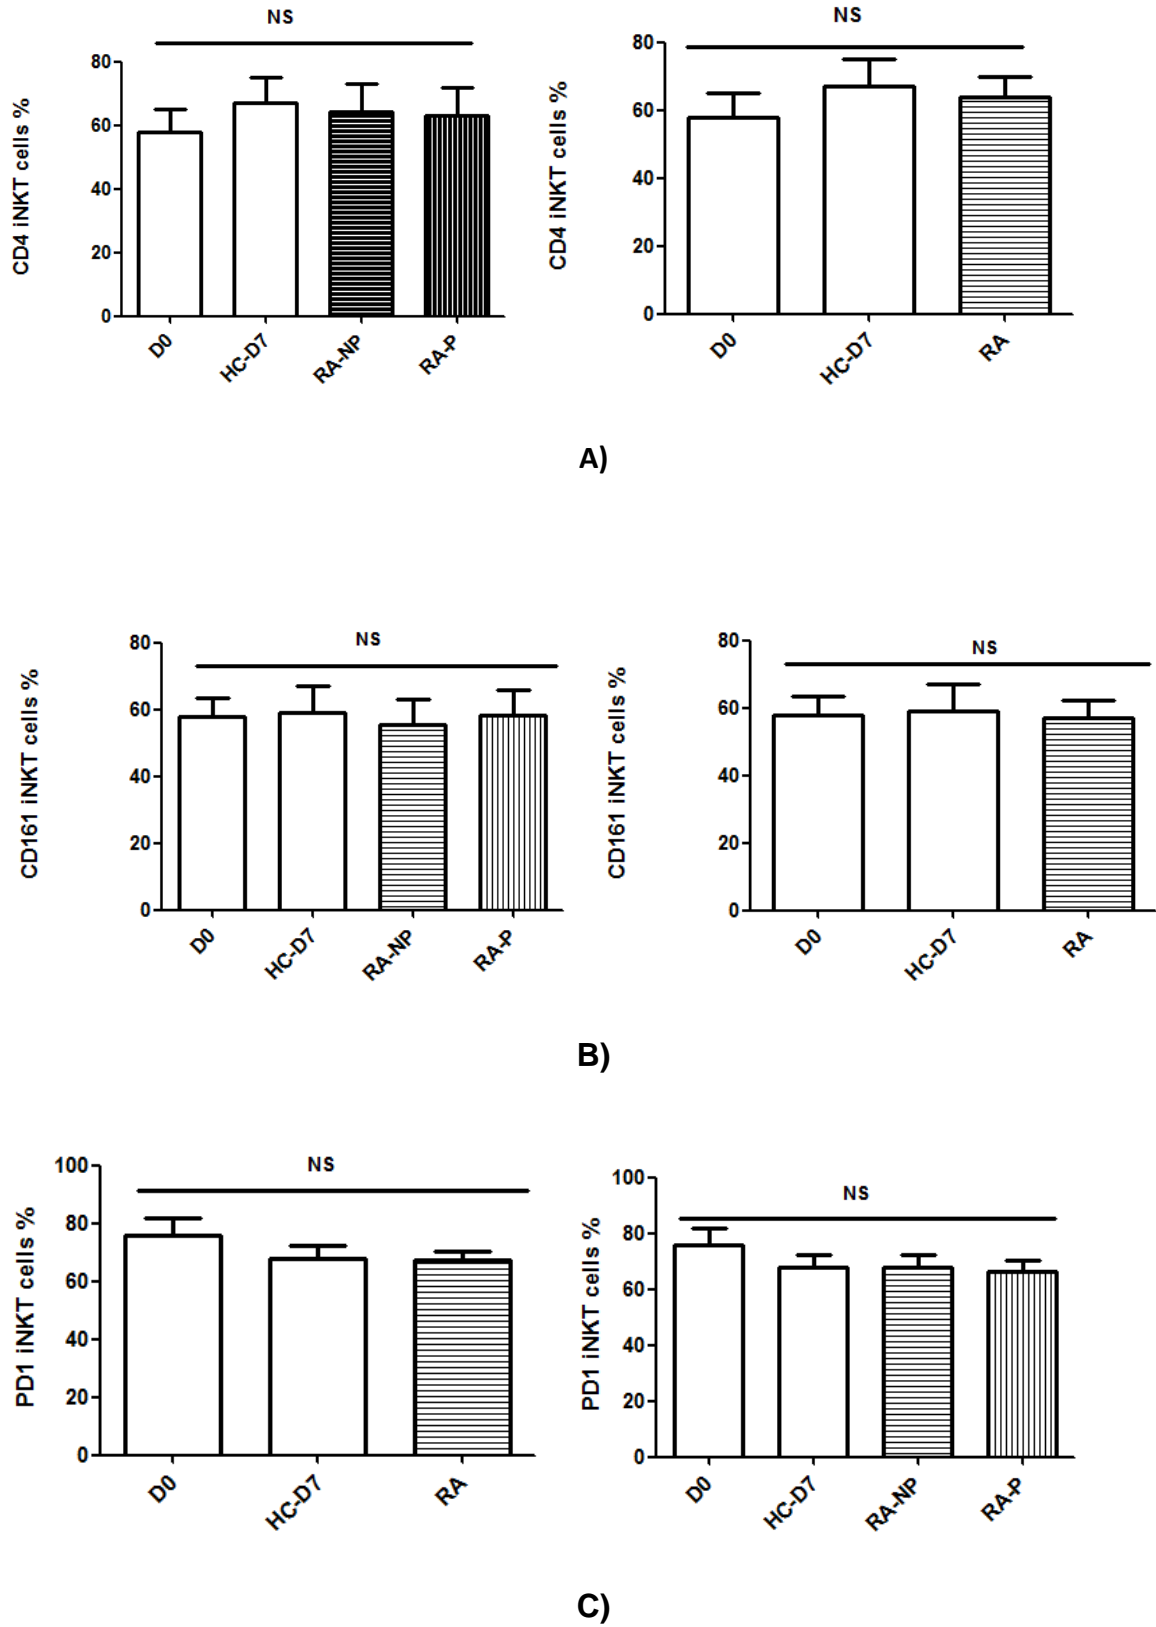 NS
CD4 iNKT cells %
80
60
40
20
0
D0
HC-D7
RA-NP
RA-P
NS
CD4 iNKT cells %
80
60
40
20
0
D0
HC-D7
RA
A)
NS
CD161 iNKT cells %
80
60
40
20
0
D0
HC-D7
RA-NP
RA-P
NS
CD161 iNKT cells %
80
60
40
20
0
D0
HC-D7
RA
B)
NS
PD1 iNKT cells %
100
80
60
40
20
0
D0
HC-D7
RA
NS
PD1 iNKT cells %
100
80
60
40
20
0
D0
HC-D7
RA-NP
RA-P
C)